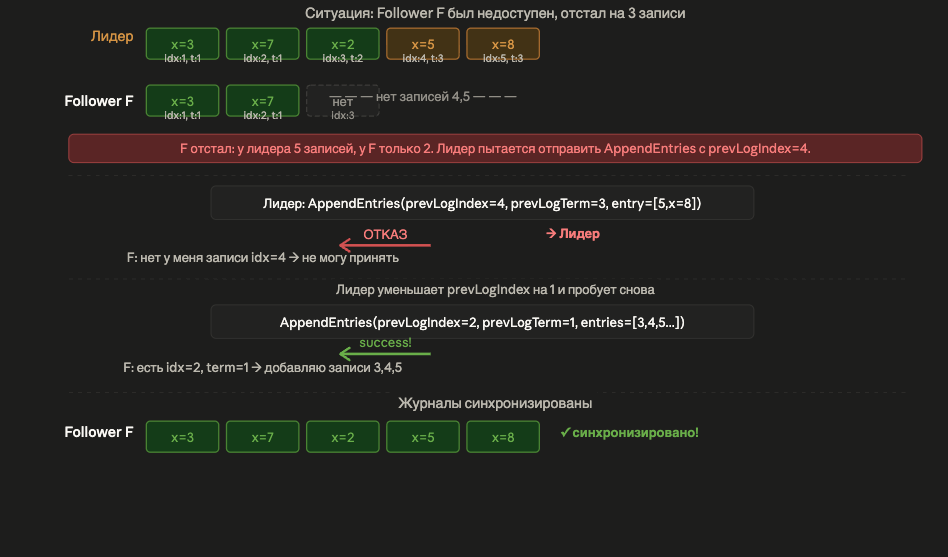 Ситуация: Follower F был недоступен, отстал на 3 записи
Лидер
x=3 x=7 x=2 x=5 x=8
idx:1, t:1 idx:2, t:1 idx:3, t:2 idx:4, t:3 idx:5, t:3
Follower F
x=3 x=7 нет — — — нет записей 4,5 — — —
idx:1, t:1 idx:2, t:1 idx:3
F отстал: у лидера 5 записей, у F только 2. Лидер пытается отправить AppendEntries с prevLogIndex=4.
Лидер: AppendEntries(prevLogIndex=4, prevLogTerm=3, entry=[5,x=8])
ОТКАЗ → Лидер
F: нет у меня записи idx=4 → не могу принять
Лидер уменьшает prevLogIndex на 1 и пробует снова
AppendEntries(prevLogIndex=2, prevLogTerm=1, entries=[3,4,5...])
success!
F: есть idx=2, term=1 → добавляю записи 3,4,5
Журналы синхронизированы
Follower F
x=3 x=7 x=2 x=5 x=8 ✓ синхронизировано!